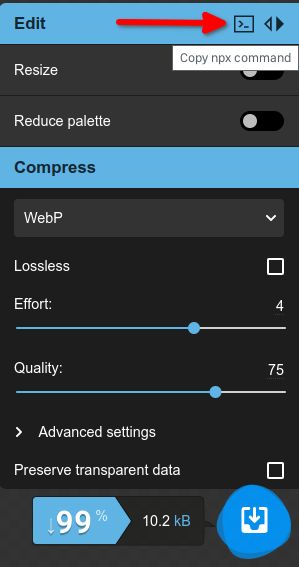 Edit
Copy npx command
Resize
Reduce palette
Compress
WebP
Lossless
Effort: 4
Quality: 75
Advanced settings
Preserve transparent data
↓99 % 10.2 kB